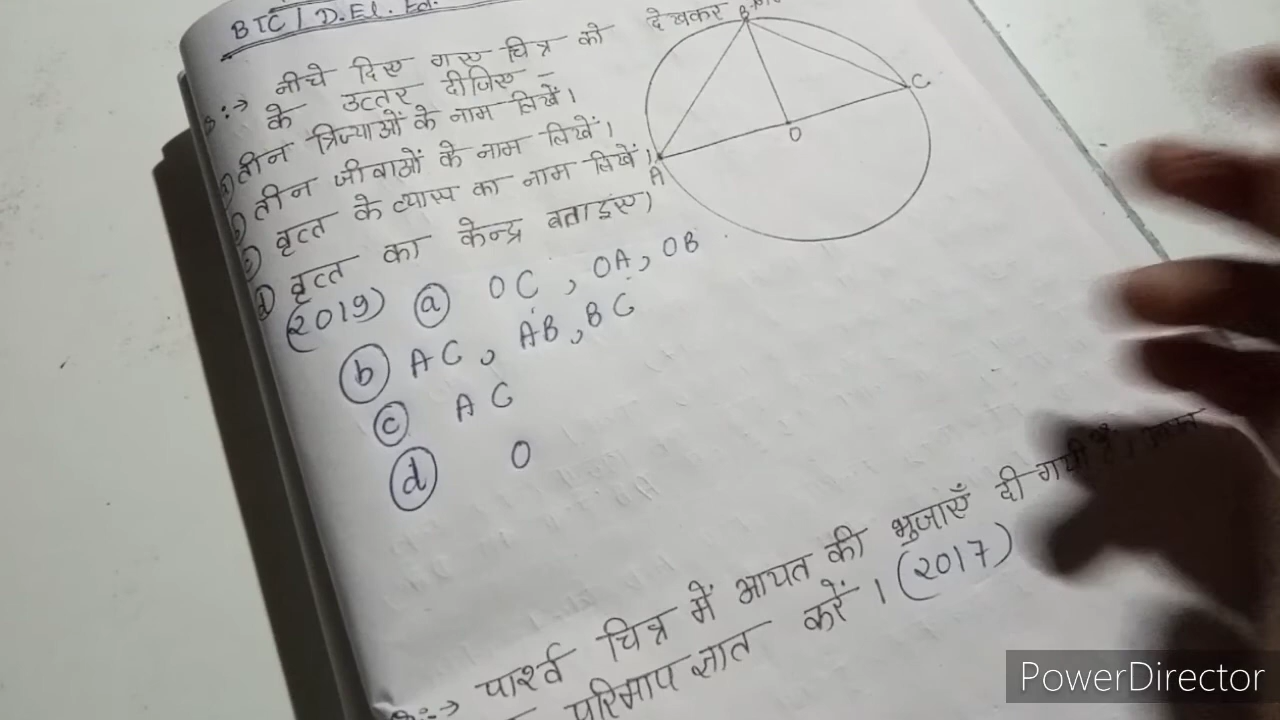 BTC / D.El.Ed.
नीचे दिए गए चित्र को देखकर
के उत्तर दीजिए -
तीन त्रिज्याओं के नाम लिखें।
b) तीन जीवाओं के नाम लिखें।
c) वृत्त के व्यास का नाम लिखें।
d) वृत्त का केन्द्र बताइए।
(2019) a OC, OA, OB
b AC, AB, BC
c AC
d O
B
C
O
A
पार्श्व चित्र में आयत की भुजाएँ दी गयी हैं,
परिमाप ज्ञात करें। (2017)
PowerDirector